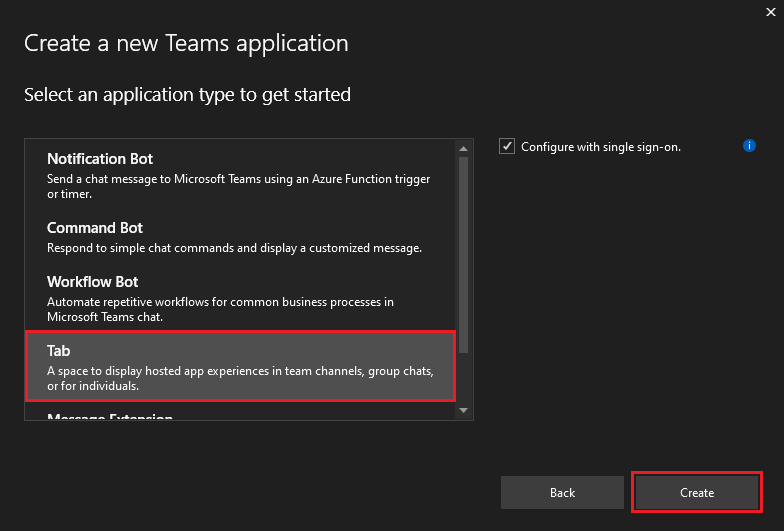 Create a new Teams application
Select an application type to get started
Notification Bot
Send a chat message to Microsoft Teams using an Azure Function trigger
or timer.
Command Bot
Respond to simple chat commands and display a customized message.
Workflow Bot
Automate repetitive workflows for common business processes in
Microsoft Teams chat.
Tab
A space to display hosted app experiences in team channels, group chats,
or for individuals.
Message Extension
Configure with single sign-on.
Back
Create